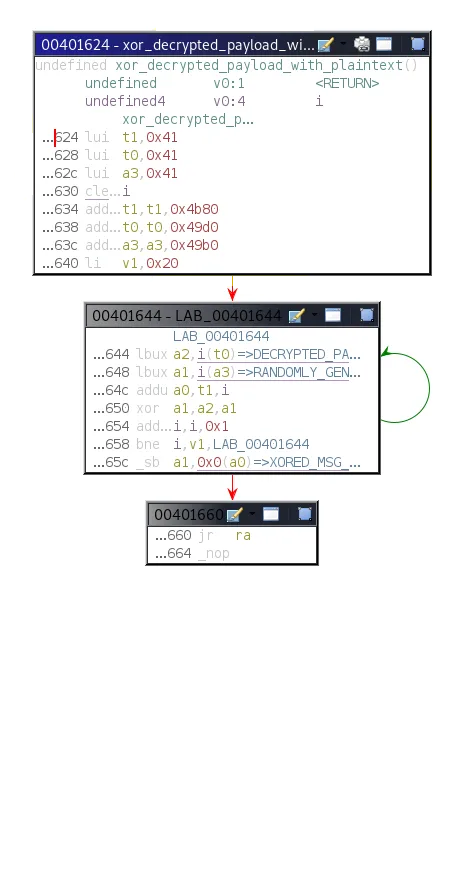 00401624 - xor_decrypted_payload_wi...
undefined xor_decrypted_payload_with_plaintext()
undefined v0:1 <RETURN>
undefined4 v0:4 i
xor_decrypted_p...
...624 lui t1,0x41
...628 lui t0,0x41
...62c lui a3,0x41
...630 cle... i
...634 add... t1,t1,0x4b80
...638 add... t0,t0,0x49d0
...63c add... a3,a3,0x49b0
...640 li v1,0x20
00401644 - LAB_00401644
LAB_00401644
...644 lbux a2,i(t0)=>DECRYPTED_PA...
...648 lbux a1,i(a3)=>RANDOMLY_GEN...
...64c addu a0,t1,i
...650 xor a1,a2,a1
...654 add... i,i,0x1
...658 bne i,v1,LAB_00401644
...65c _sb a1,0x0(a0)=>XORED_MSG_...
00401660
...660 jr ra
...664 _nop